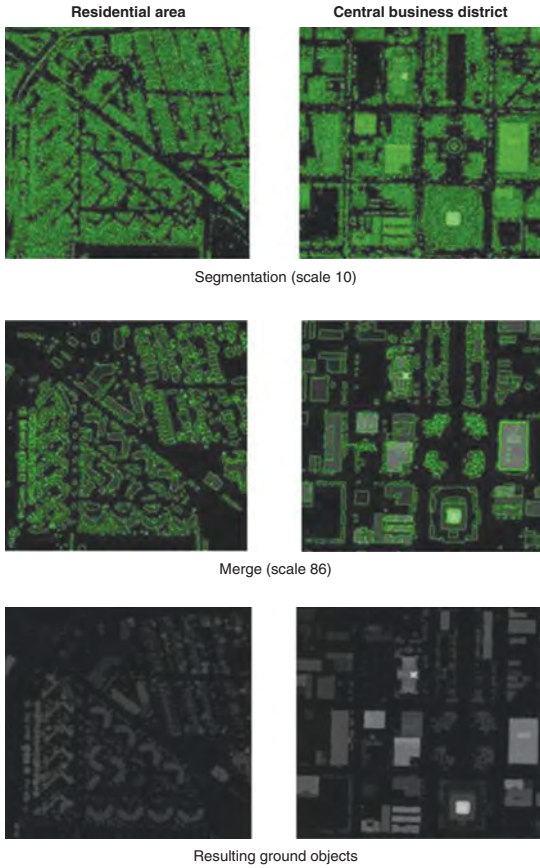 Residential area
Central business district
Segmentation (scale 10)
Merge (scale 86)
Resulting ground objects